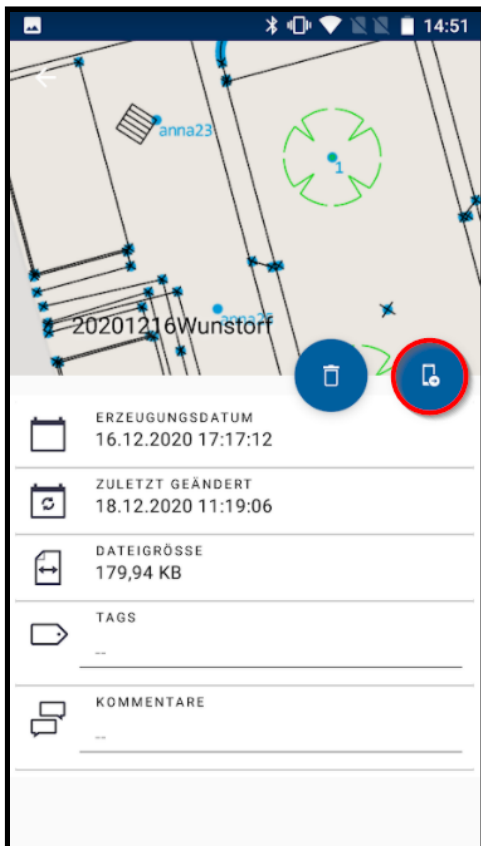 14:51
anna23
1
20201216Wunstorf
ERZEUGUNGSDATUM
16.12.2020 17:17:12
ZULETZT GEÄNDERT
18.12.2020 11:19:06
DATEIGRÖSSE
179,94 KB
TAGS
--
KOMMENTARE
--